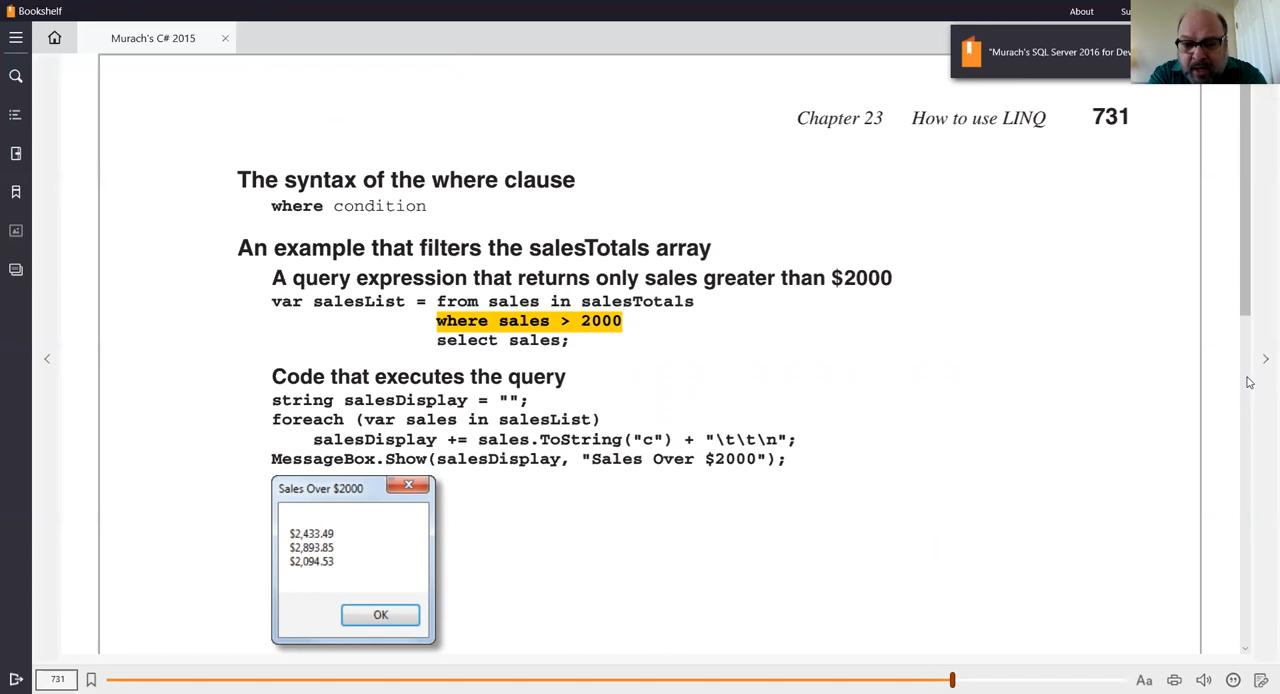 Bookshelf
About
Su
Murach's C# 2015
"Murach's SQL Server 2016 for Dev
Chapter 23 How to use LINQ 731
The syntax of the where clause
where condition
An example that filters the salesTotals array
A query expression that returns only sales greater than $2000
var salesList = from sales in salesTotals
where sales > 2000
select sales;
Code that executes the query
string salesDisplay = "";
foreach (var sales in salesList)
salesDisplay += sales.ToString("c") + "\t\t\n";
MessageBox.Show(salesDisplay, "Sales Over $2000");
Sales Over $2000
$2,433.49
$2,893.85
$2,094.53
OK
731
Aa